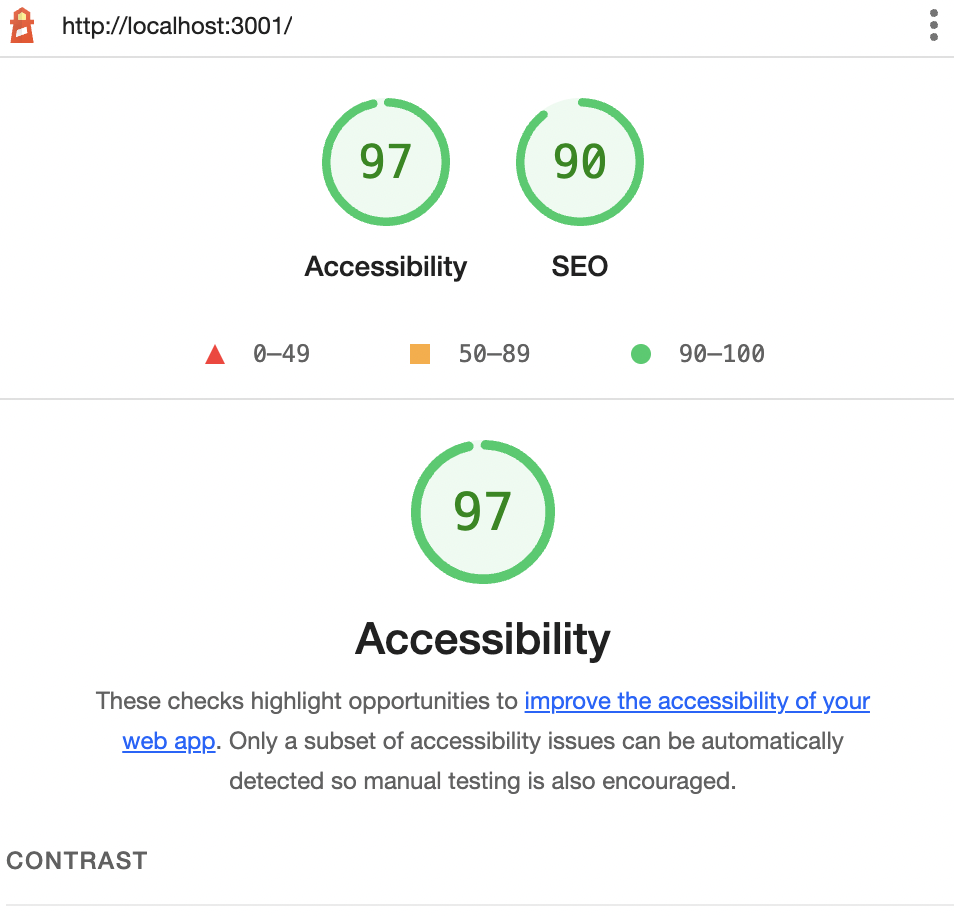 http://localhost:3001/
97 90
Accessibility SEO
0–49 50–89 90–100
97
Accessibility
These checks highlight opportunities to improve the accessibility of your
web app. Only a subset of accessibility issues can be automatically
detected so manual testing is also encouraged.
CONTRAST